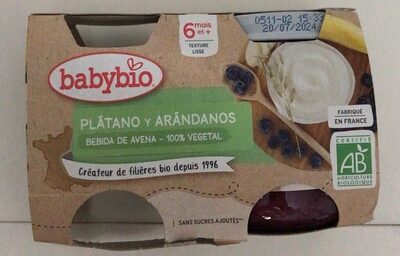 0511-02 15:33
20/07/2024
6 mois et +
TEXTURE
LISSE
babybio
PLÁTANO Y ARÁNDANOS
BEBIDA DE AVENA - 100% VEGETAL
Créateur de filières bio depuis 1996
FABRIQUÉ
EN FRANCE
CERTIFIÉ
AB
AGRICULTURE
BIOLOGIQUE
SANS SUCRES AJOUTÉS**